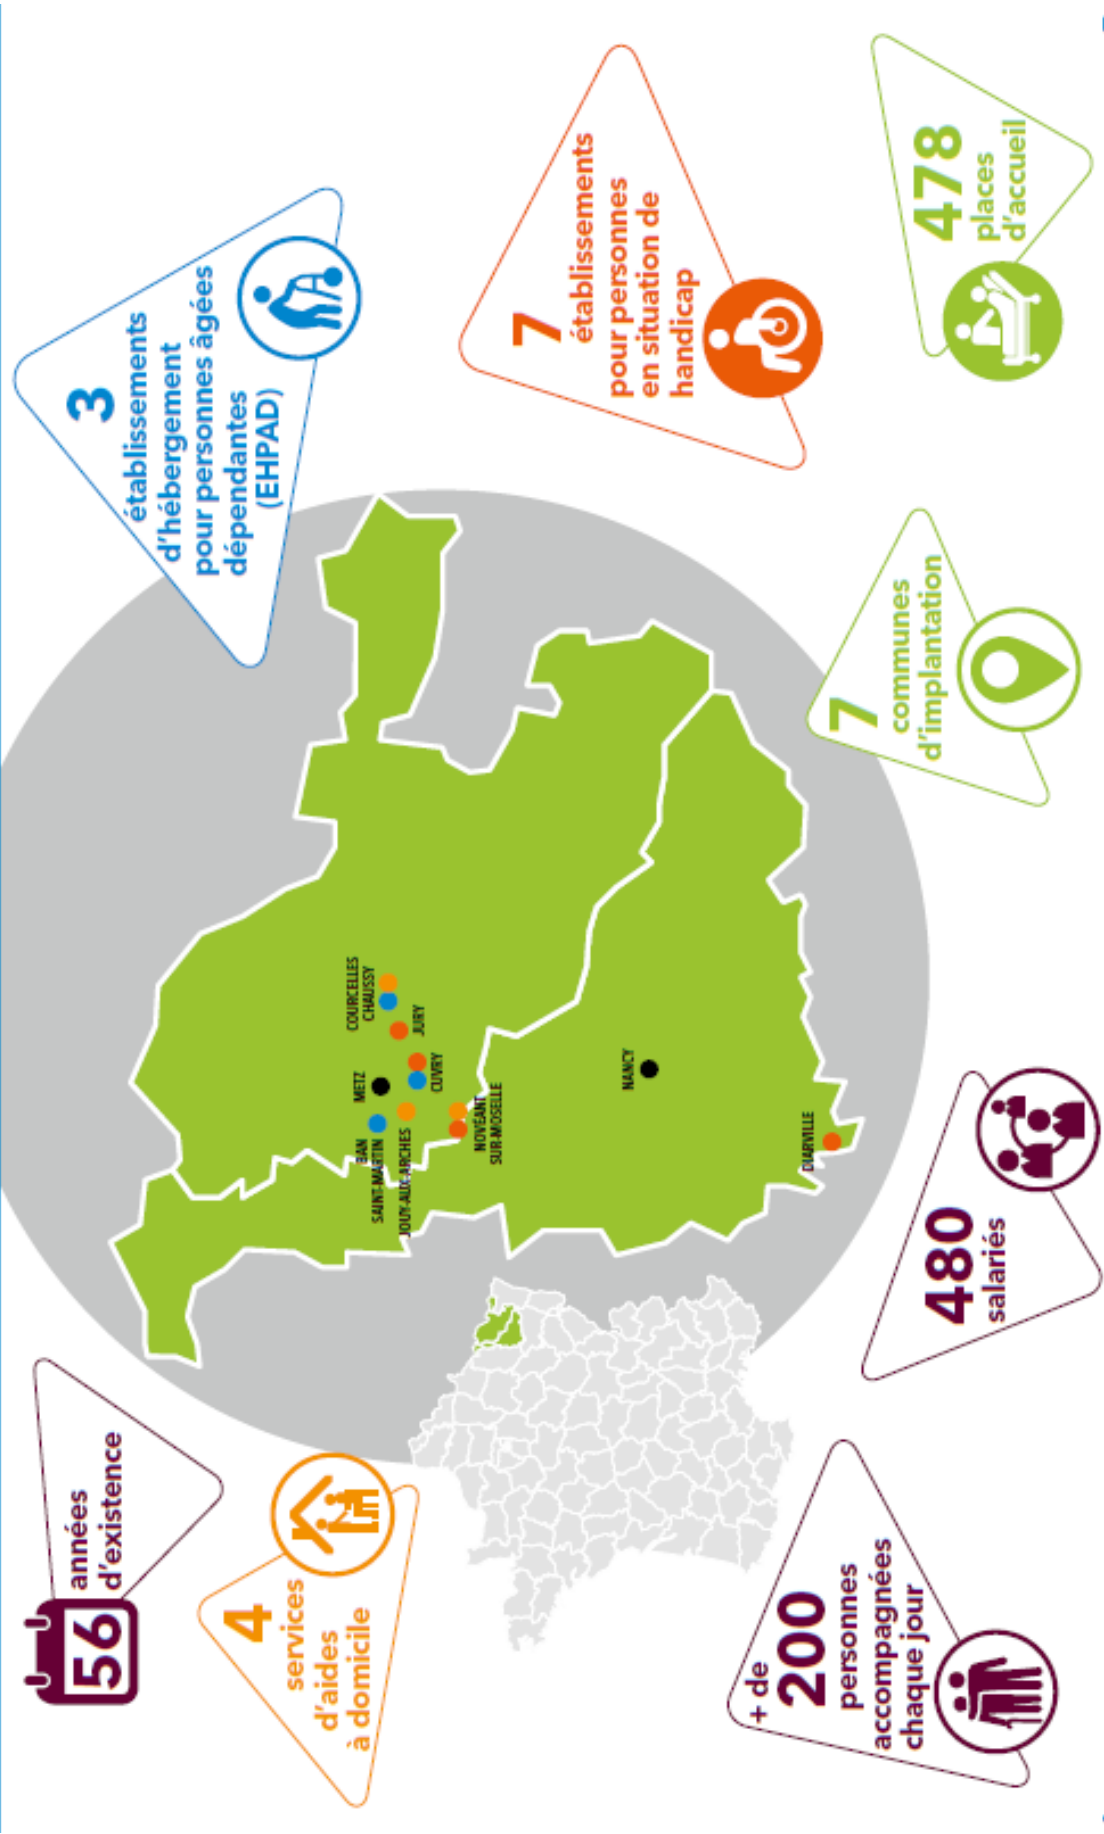 56
années
d'existence
3
établissements
d'hébergement
pour personnes âgées
dépendantes
(EHPAD)
4
services
d'aides
à domicile
7
établissements
pour personnes
en situation de
handicap
COURCELLES
CHAUSSY
METZ
JURY
BAN
SAINT-MARTIN
CUVRY
JOUY-AUX-ARCHES
NOVÉANT
SUR-MOSELLE
NANCY
DIARVILLE
+ de
200
personnes
accompagnées
chaque jour
480
salariés
7
communes
d'implantation
478
places
d'accueil